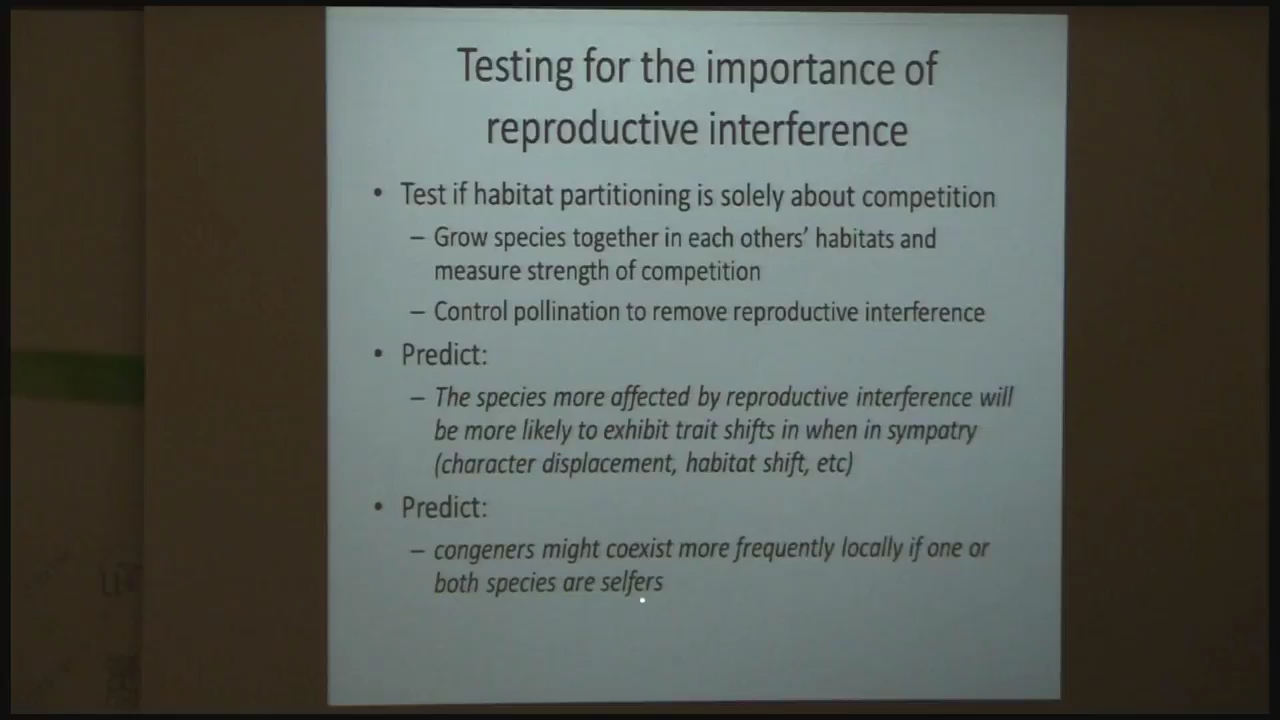 Testing for the importance of
reproductive interference
• Test if habitat partitioning is solely about competition
– Grow species together in each others’ habitats and
measure strength of competition
– Control pollination to remove reproductive interference
• Predict:
– The species more affected by reproductive interference will
be more likely to exhibit trait shifts in when in sympatry
(character displacement, habitat shift, etc)
• Predict:
– congeners might coexist more frequently locally if one or
both species are selfers